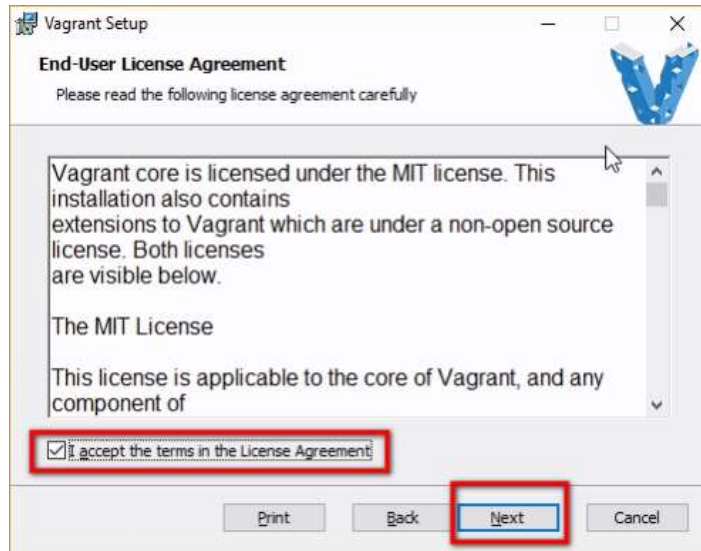 Vagrant Setup
End-User License Agreement
Please read the following license agreement carefully
Vagrant core is licensed under the MIT license. This
installation also contains
extensions to Vagrant which are under a non-open source
license. Both licenses
are visible below.
The MIT License
This license is applicable to the core of Vagrant, and any
component of
I accept the terms in the License Agreement
Print Back Next Cancel